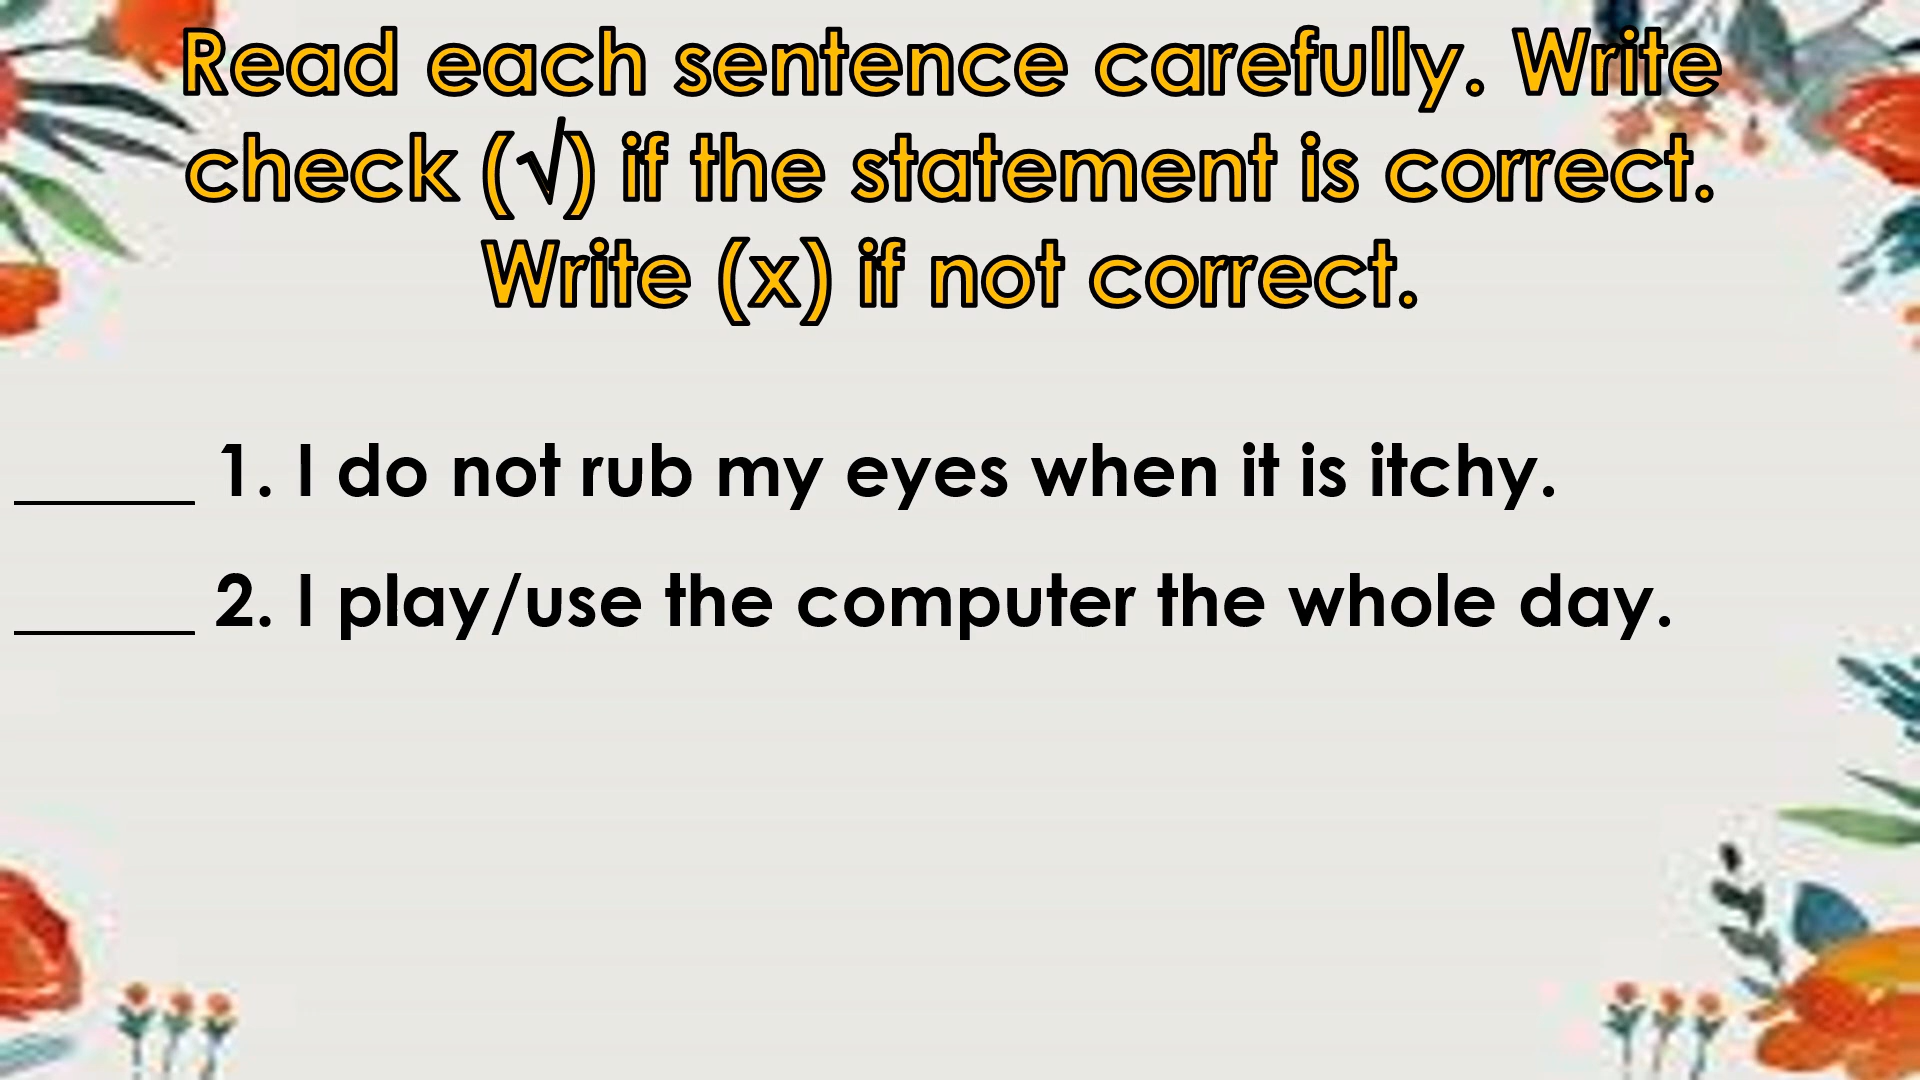 Read each sentence carefully. Write
check (√) if the statement is correct.
Write (x) if not correct.
_____ 1. I do not rub my eyes when it is itchy.
_____ 2. I play/use the computer the whole day.